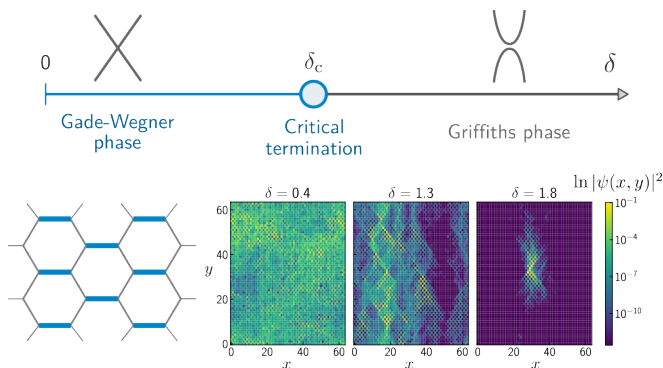 0
δc
δ
Gade-Wegner
phase
Critical
termination
Griffiths phase
ln |ψ(x, y)|²
δ = 0.4
δ = 1.3
δ = 1.8
60
40
20
0
y
0 20 40 60
0 20 40 60
0 20 40 60
x
x
x
10⁻¹
10⁻⁴
10⁻⁷
10⁻¹⁰